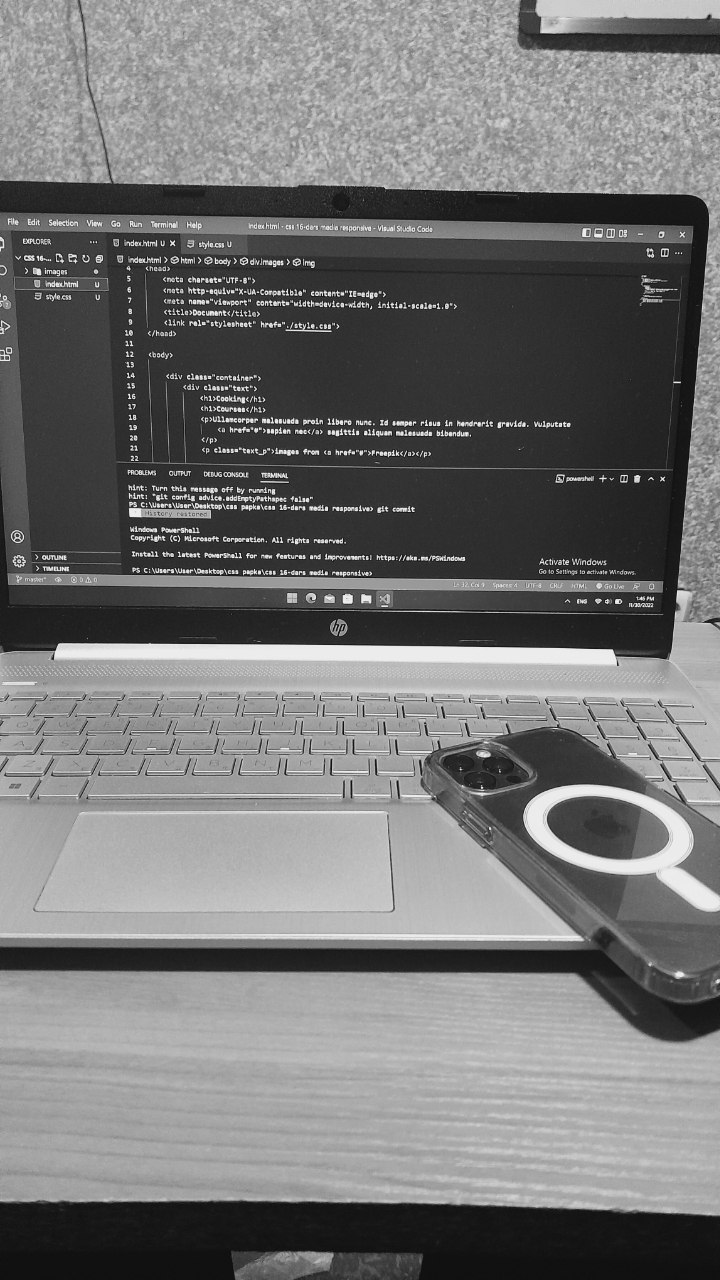 File Edit Selection View Go Run Terminal Help
index.html - css 16-dars media responsive - Visual Studio Code
EXPLORER ...
index.html U ×
style.css U
CSS 16-...
images
index.html U
style.css U
index.html > html > body > div.images > img
4 <head>
5 <meta charset="UTF-8">
6 <meta http-equiv="X-UA-Compatible" content="IE=edge">
7 <meta name="viewport" content="width=device-width, initial-scale=1.0">
8 <title>Document</title>
9 <link rel="stylesheet" href="./style.css">
10 </head>
11
12 <body>
13
14 <div class="container">
15 <div class="text">
16 <h1>Cooking</h1>
17 <h1>Courses</h1>
18 <p>Ullamcorper malesuada proin libero nunc. Id semper risus in hendrerit gravida. Vulputate
19 <a href="#">sapien nec</a> sagittis aliquam malesuada bibendum.
20 </p>
21 <p class="text_p">images from <a href="#">Freepik</a></p>
22
PROBLEMS OUTPUT DEBUG CONSOLE TERMINAL
powershell
hint: Turn this message off by running
hint: "git config advice.addEmptyPathspec false"
PS C:\Users\User\Desktop\css papka\css 16-dars media responsive> git commit
History restored
Windows PowerShell
Copyright (C) Microsoft Corporation. All rights reserved.
Install the latest PowerShell for new features and improvements! https://aka.ms/PSWindows
PS C:\Users\User\Desktop\css papka\css 16-dars media responsive>
OUTLINE
TIMELINE
Activate Windows
Go to Settings to activate Windows.
master* 0 0
Ln 32, Col 9 Spaces: 4 UTF-8 CRLF HTML Go Live
ENG
1:46 PM
11/30/2022
hp
Z X C V B N M